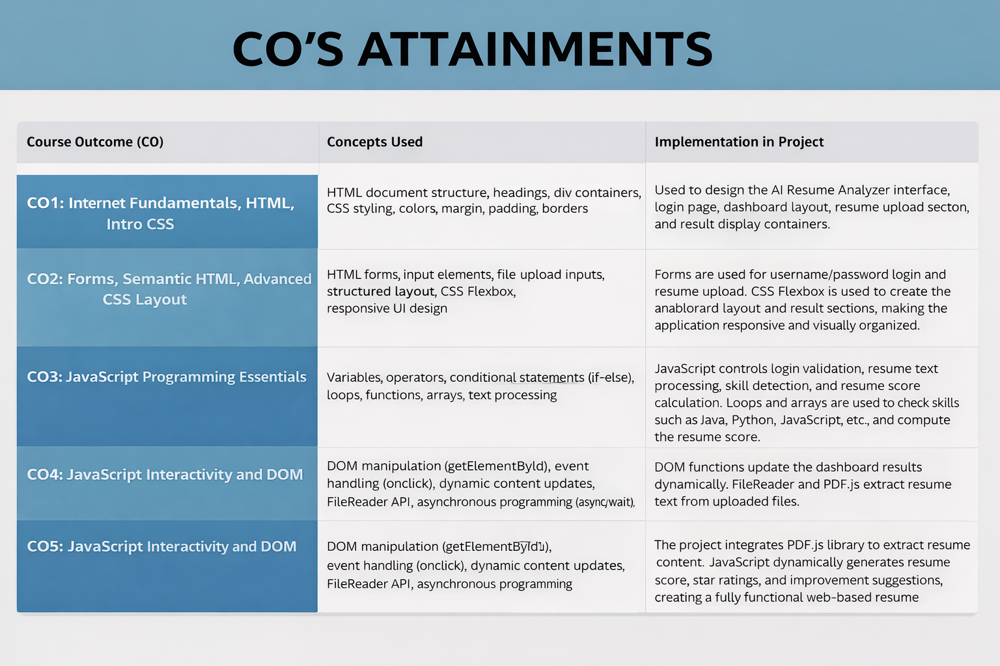 CO'S ATTAINMENTS
Course Outcome (CO)
Concepts Used
Implementation in Project
CO1: Internet Fundamentals, HTML,
Intro CSS
HTML document structure, headings, div containers,
CSS styling, colors, margin, padding, borders
Used to design the AI Resume Analyzer interface,
login page, dashboard layout, resume upload secton,
and result display containers.
CO2: Forms, Semantic HTML, Advanced
CSS Layout
HTML forms, input elements, file upload inputs,
structured layout, CSS Flexbox,
responsive UI design
Forms are used for username/password login and
resume upload. CSS Flexbox is used to create the
anablorard layout and result sections, making the
application responsive and visually organized.
CO3: JavaScript Programming Essentials
Variables, operators, conditional statements (if-else),
loops, functions, arrays, text processing
JavaScript controls login validation, resume text
processing, skill detection, and resume score
calculation. Loops and arrays are used to check skills
such as Java, Python, JavaScript, etc., and compute
the resume score.
CO4: JavaScript Interactivity and DOM
DOM manipulation (getElementByld), event
handling (onclick), dynamic content updates,
FileReader API, asynchronous programming (async/wait),
DOM functions update the dashboard results
dynamically. FileReader and PDF.js extract resume
text from uploaded files.
CO5: JavaScript Interactivity and DOM
DOM manipulation
event handling (onclick), dynamic content updates,
FileReader API, asynchronous programming
The project integrates PDF.js library to extract resume
content. JavaScript dynamically generates resume
score, star ratings, and improvement suggestions,
creating a fully functional web-based resume